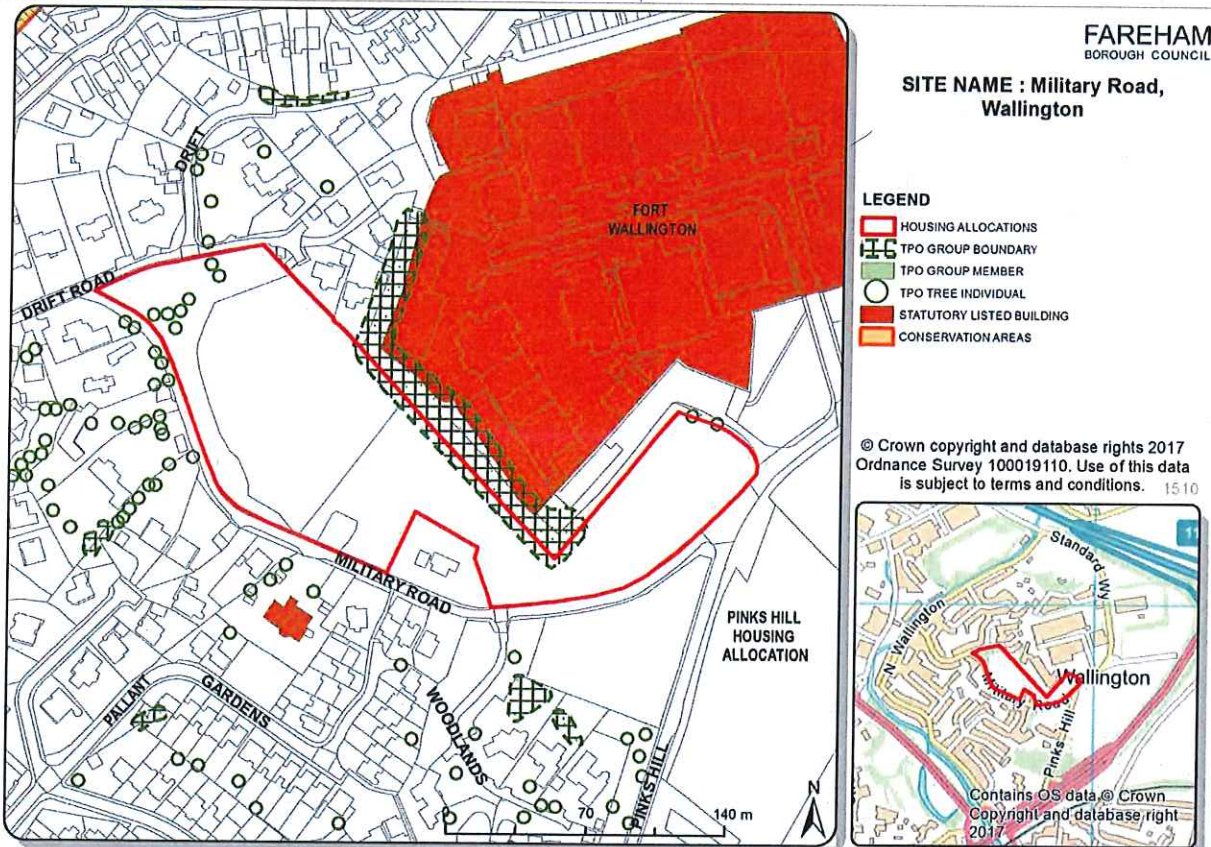 FAREHAM
BOROUGH COUNCIL
SITE NAME : Military Road,
Wallington
LEGEND
HOUSING ALLOCATIONS
TPO GROUP BOUNDARY
TPO GROUP MEMBER
TPO TREE INDIVIDUAL
STATUTORY LISTED BUILDING
CONSERVATION AREAS
© Crown copyright and database rights 2017
Ordnance Survey 100019110. Use of this data
is subject to terms and conditions. 1510
DRIFT
FORT
WALLINGTON
DRIFT ROAD
MILITARY ROAD
PINKS HILL
HOUSING
ALLOCATION
PALLANT
GARDENS
WOODLANDS
PINKS HILL
0 70 140 m
N
11
Standard Wy
N Wallington
Wallington
Military Road
Pinks Hill
Contains OS data © Crown
Copyright and database right
2017